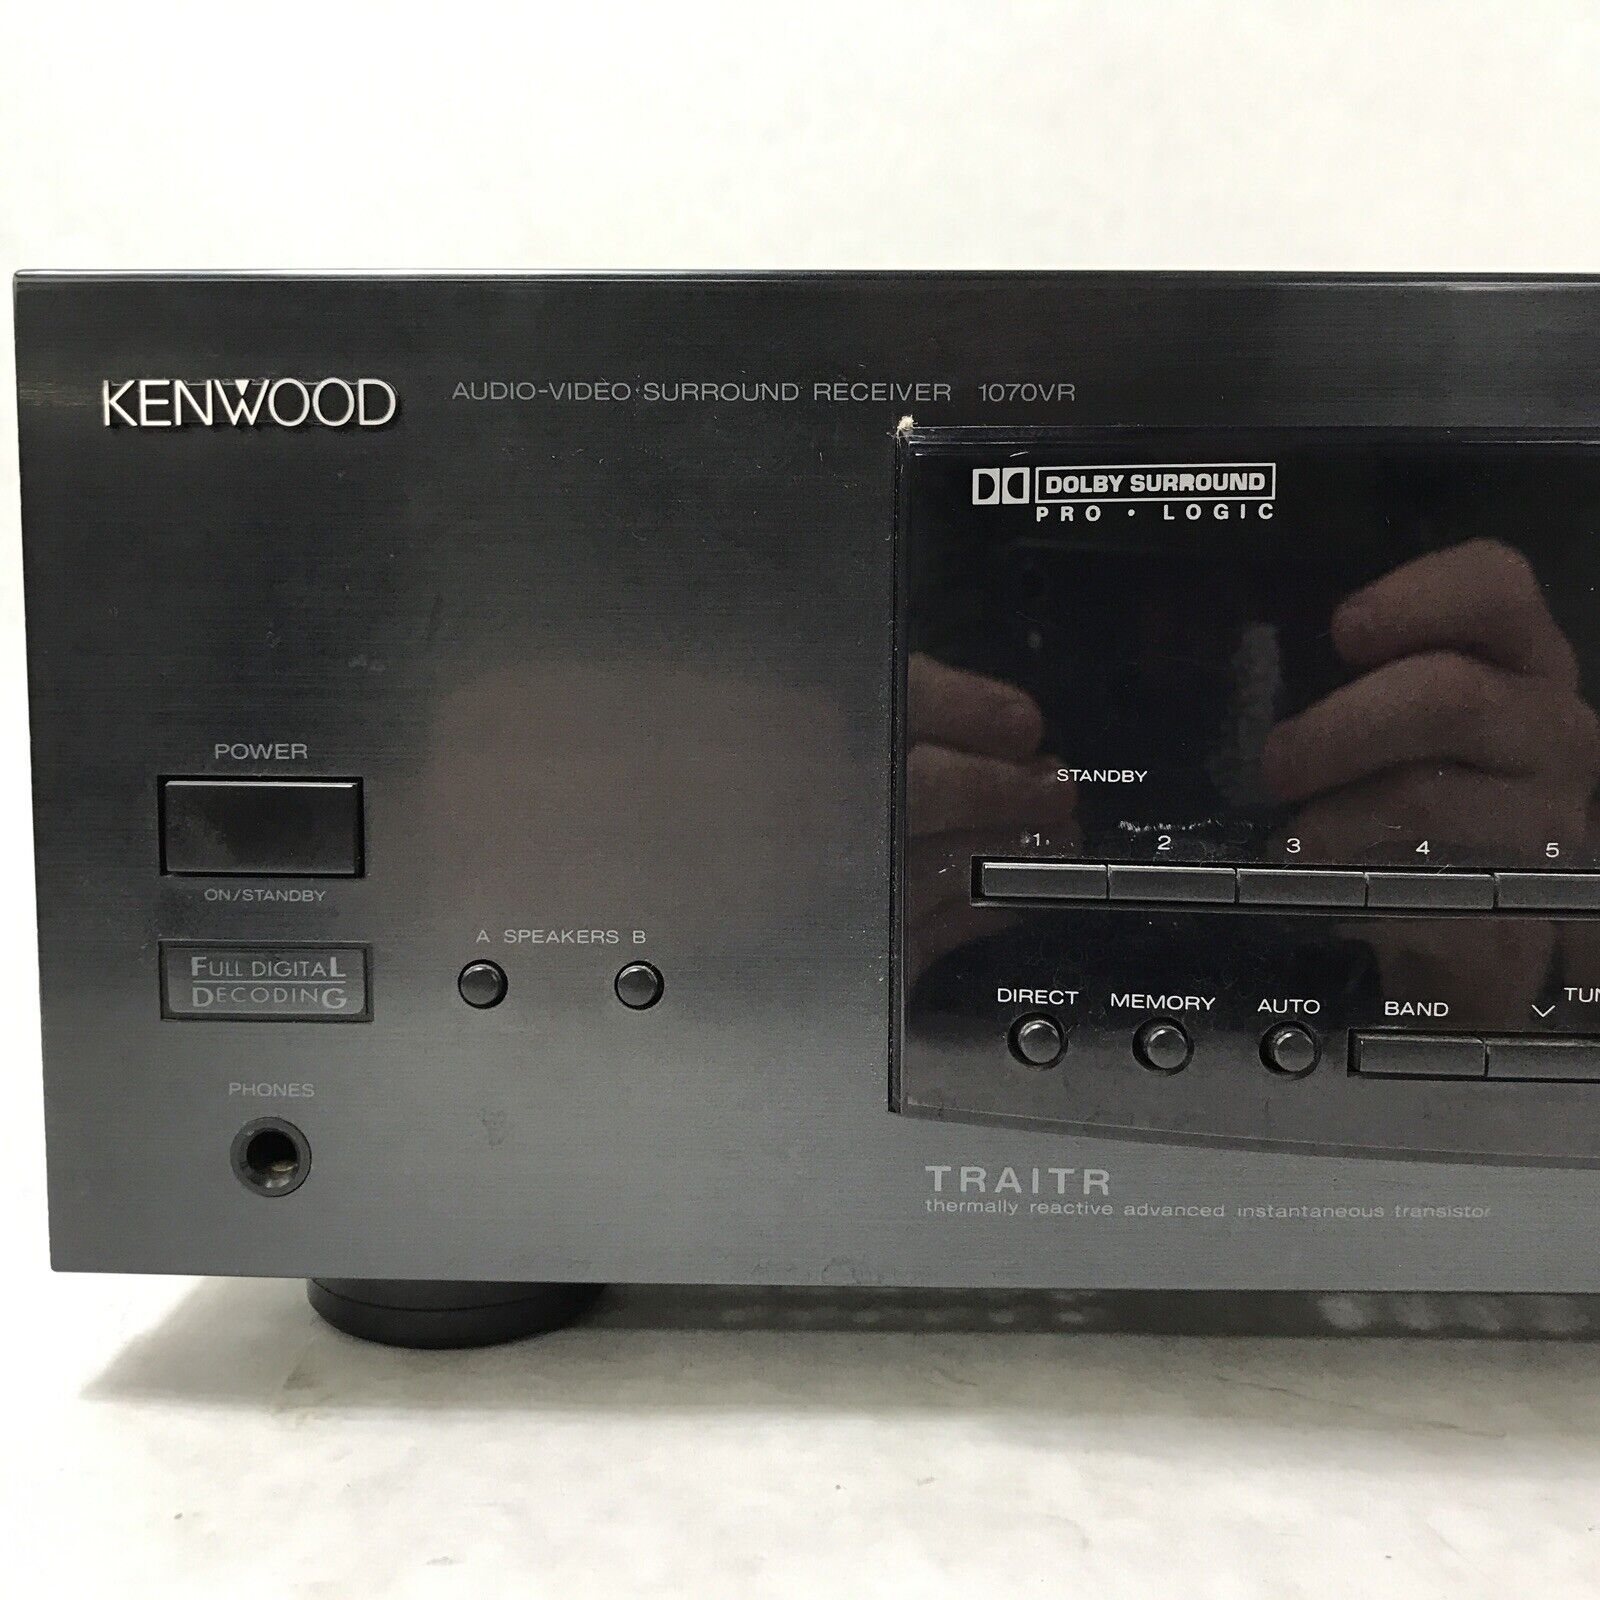 KENWOOD AUDIO-VIDEO SURROUND RECEIVER 1070VR
DOLBY SURROUND
PRO · LOGIC
POWER
ON/STANDBY
STANDBY
1 2 3 4 5
A SPEAKERS B
FULL DIGITAL
DECODING
DIRECT MEMORY AUTO BAND
PHONES
TRAITR
thermally reactive advanced instantaneous transistor